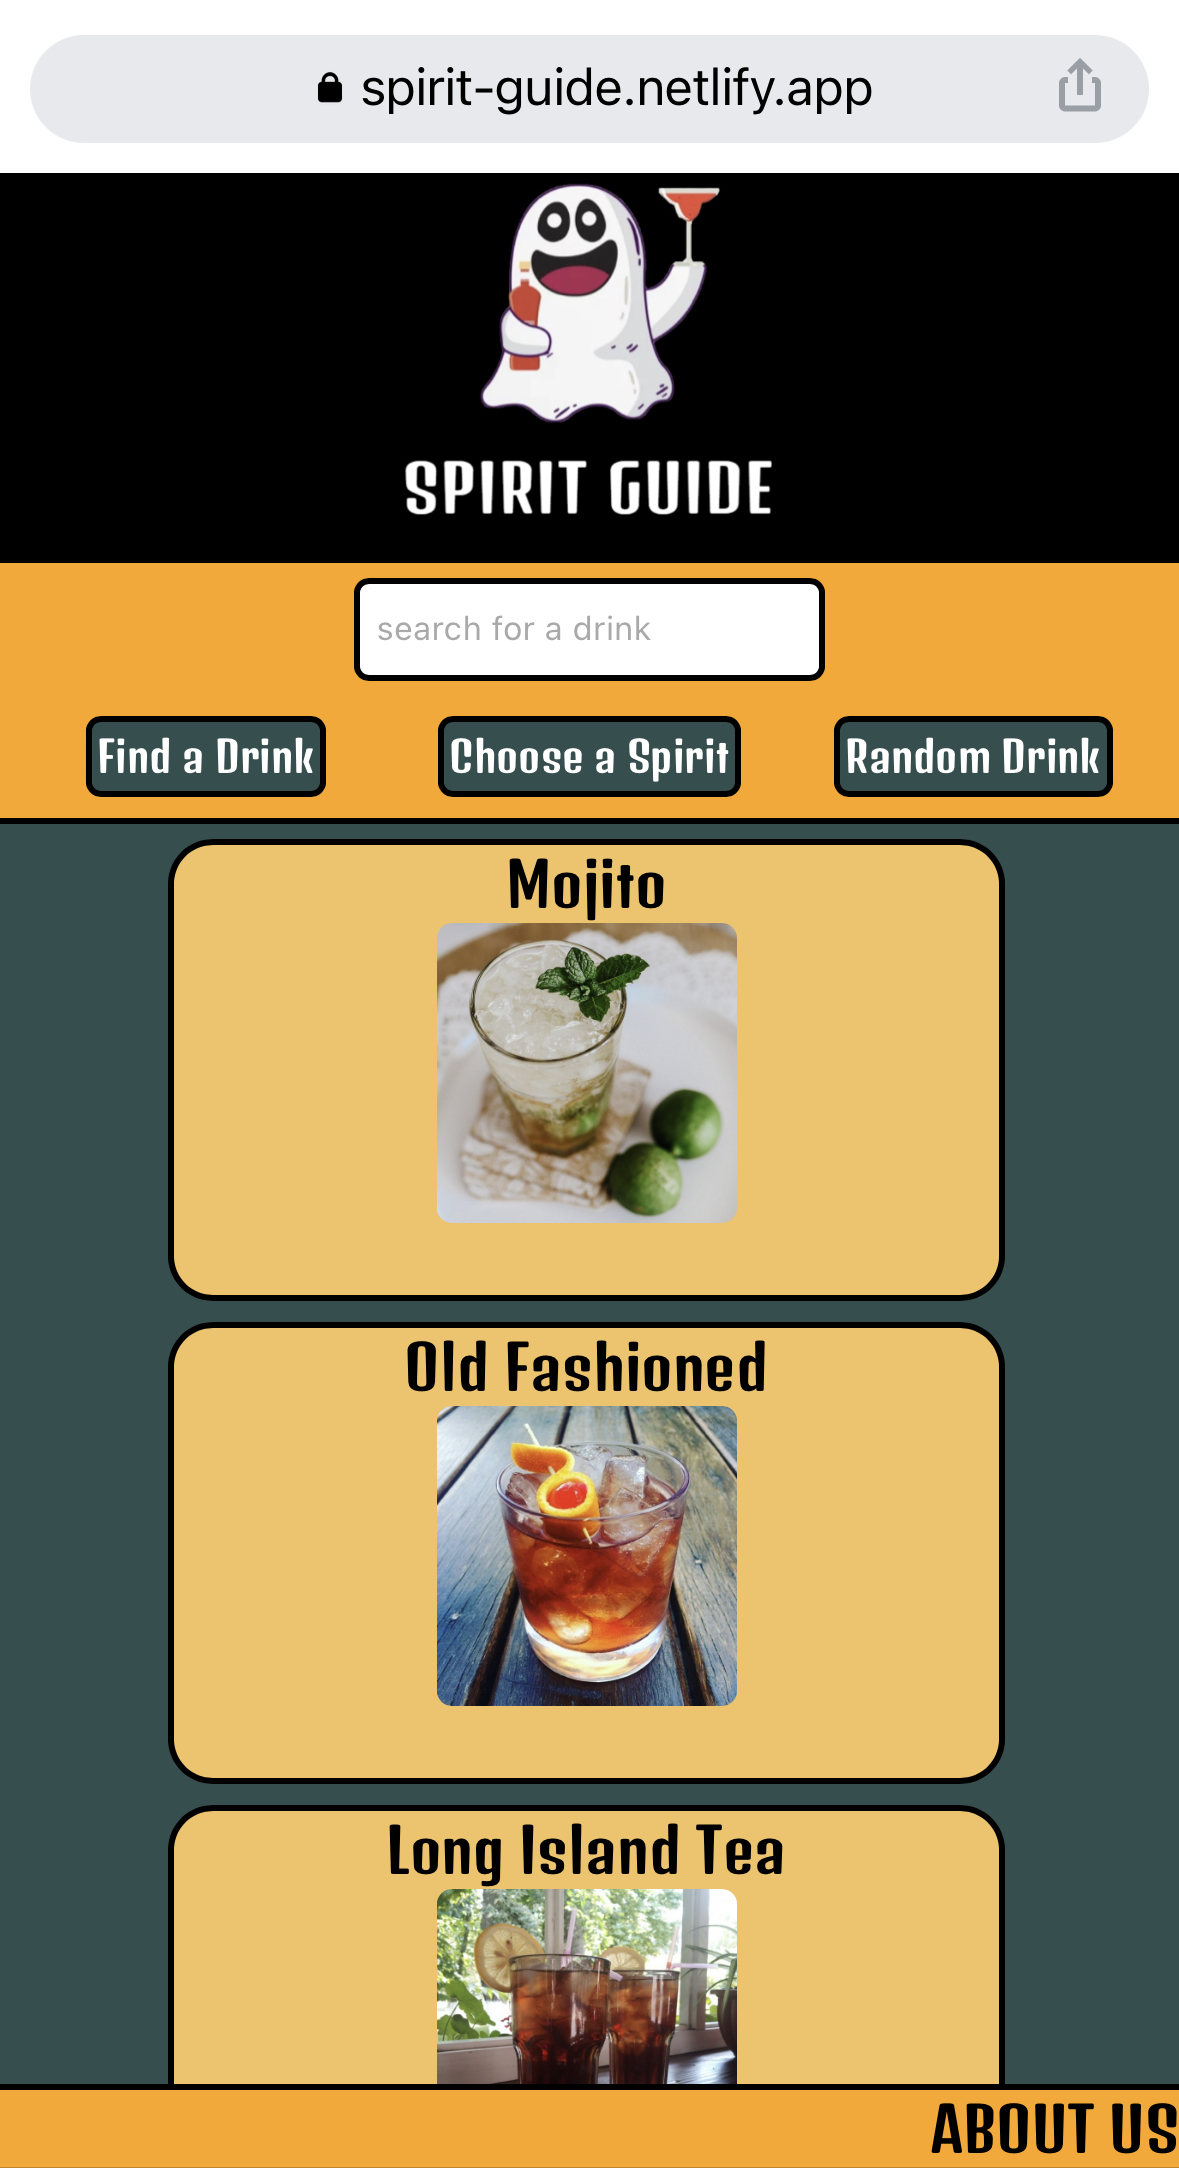 spirit-guide.netlify.app
SPIRIT GUIDE
search for a drink
Find a Drink
Choose a Spirit
Random Drink
Mojito
Old Fashioned
Long Island Tea
ABOUT US